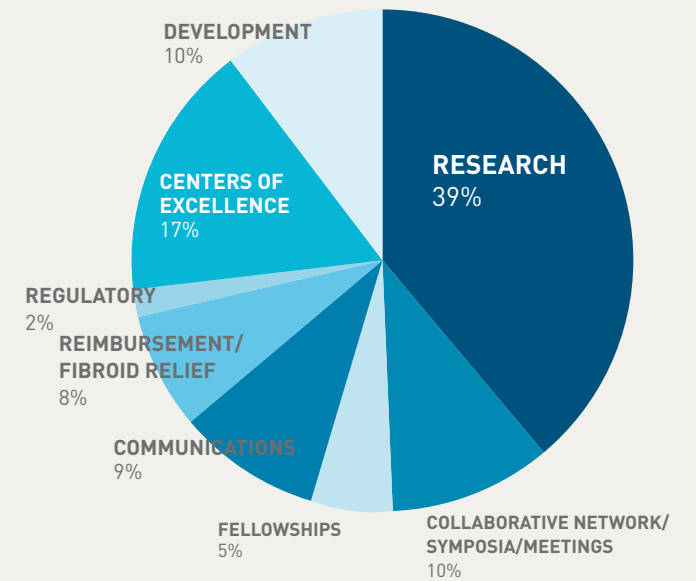 DEVELOPMENT
10%
RESEARCH
39%
CENTERS OF
EXCELLENCE
17%
REGULATORY
2%
REIMBURSEMENT/
FIBROID RELIEF
8%
COMMUNICATIONS
9%
FELLOWSHIPS
5%
COLLABORATIVE NETWORK/
SYMPOSIA/MEETINGS
10%